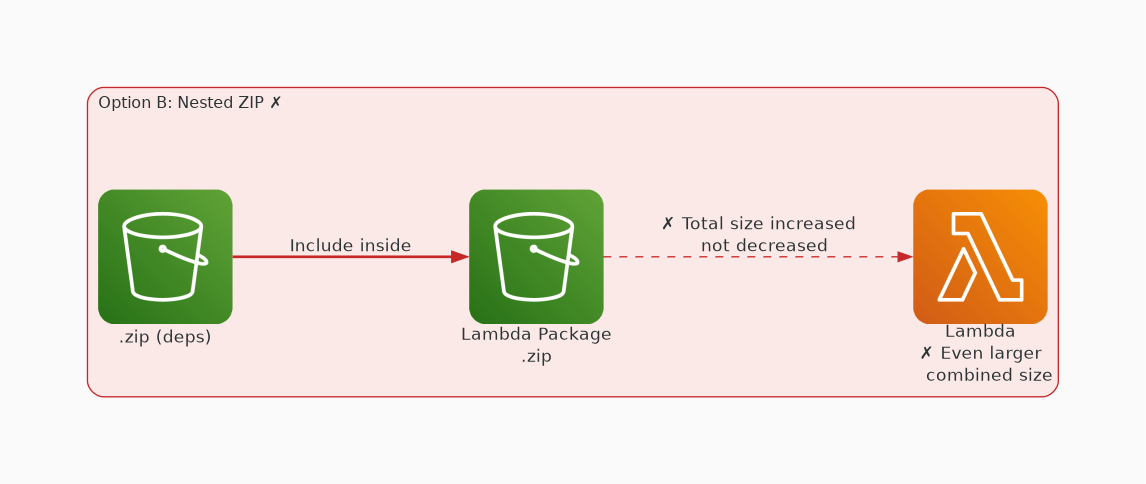 Option B: Nested ZIP ✗
Include inside
✗ Total size increased
not decreased
.zip (deps)
Lambda Package
.zip
Lambda
✗ Even larger
combined size